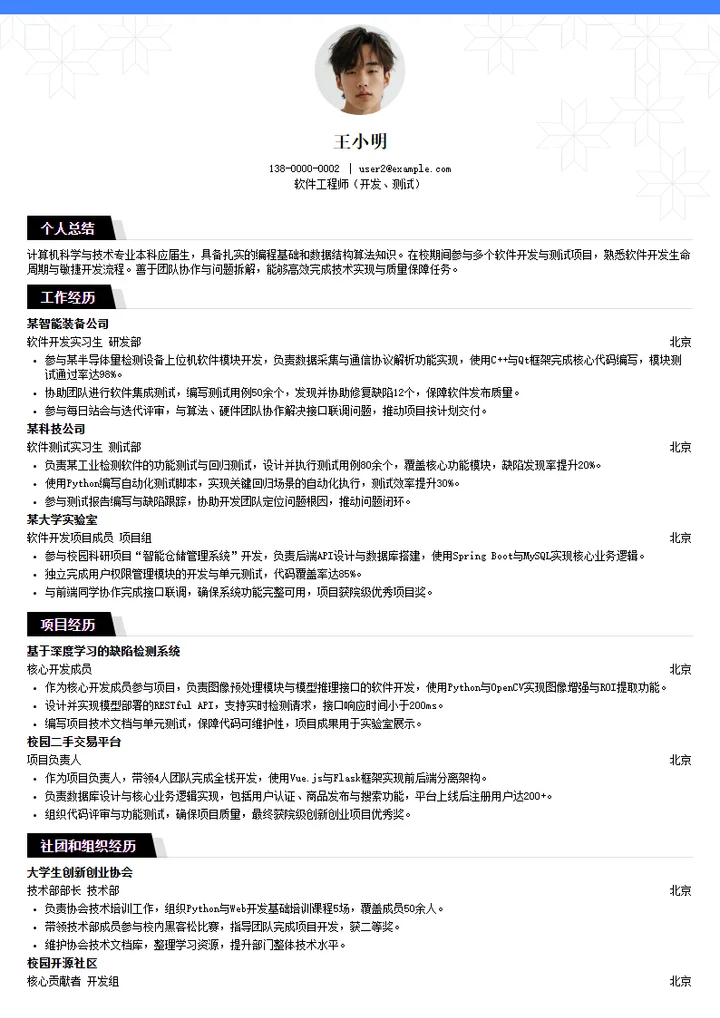 王小明
138-0000-0002 | user2@example.com
软件工程师（开发、测试）
个人总结
计算机科学与技术专业本科应届生，具备扎实的编程基础和数据结构算法知识。在校期间参与多个软件开发与测试项目，熟悉软件开发生命
周期与敏捷开发流程。善于团队协作与问题拆解，能够高效完成技术实现与质量保障任务。
工作经历
某智能装备公司
软件开发实习生 研发部 北京
• 参与某半导体量检测设备上位机软件模块开发，负责数据采集与通信协议解析功能实现，使用C++与Qt框架完成核心代码编写，模块测
试通过率达98%。
• 协助团队进行软件集成测试，编写测试用例50余个，发现并协助修复缺陷12个，保障软件发布质量。
• 参与每日站会与迭代评审，与算法、硬件团队协作解决接口联调问题，推动项目按计划交付。
某科技公司
软件测试实习生 测试部 北京
• 负责某工业检测软件的功能测试与回归测试，设计并执行测试用例80余个，覆盖核心功能模块，缺陷发现率提升20%。
• 使用Python编写自动化测试脚本，实现关键回归场景的自动化执行，测试效率提升30%。
• 参与测试报告编写与缺陷跟踪，协助开发团队定位问题根因，推动问题闭环。
某大学实验室
软件开发项目成员 项目组 北京
• 参与校园科研项目“智能仓储管理系统”开发，负责后端API设计与数据库搭建，使用Spring Boot与MySQL实现核心业务逻辑。
• 独立完成用户权限管理模块的开发与单元测试，代码覆盖率达85%。
• 与前端同学协作完成接口联调，确保系统功能完整可用，项目获院级优秀项目奖。
项目经历
基于深度学习的缺陷检测系统
核心开发成员 北京
• 作为核心开发成员参与项目，负责图像预处理模块与模型推理接口的软件开发，使用Python与OpenCV实现图像增强与ROI提取功能。
• 设计并实现模型部署的RESTful API，支持实时检测请求，接口响应时间小于200ms。
• 编写项目技术文档与单元测试，保障代码可维护性，项目成果用于实验室展示。
校园二手交易平台
项目负责人 北京
• 作为项目负责人，带领4人团队完成全栈开发，使用Vue.js与Flask框架实现前后端分离架构。
• 负责数据库设计与核心业务逻辑实现，包括用户认证、商品发布与搜索功能，平台上线后注册用户达200+。
• 组织代码评审与功能测试，确保项目质量，最终获院级创新创业项目优秀奖。
社团和组织经历
大学生创新创业协会
技术部部长 技术部 北京
• 负责协会技术培训工作，组织Python与Web开发基础培训课程5场，覆盖成员50余人。
• 带领技术部成员参与校内黑客松比赛，指导团队完成项目开发，获二等奖。
• 维护协会技术文档库，整理学习资源，提升部门整体技术水平。
校园开源社区
核心贡献者 开发组 北京